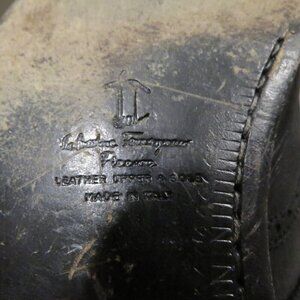 Salvatore Ferragamo
Firenze
LEATHER UPPER & SOLE
MADE IN ITALY